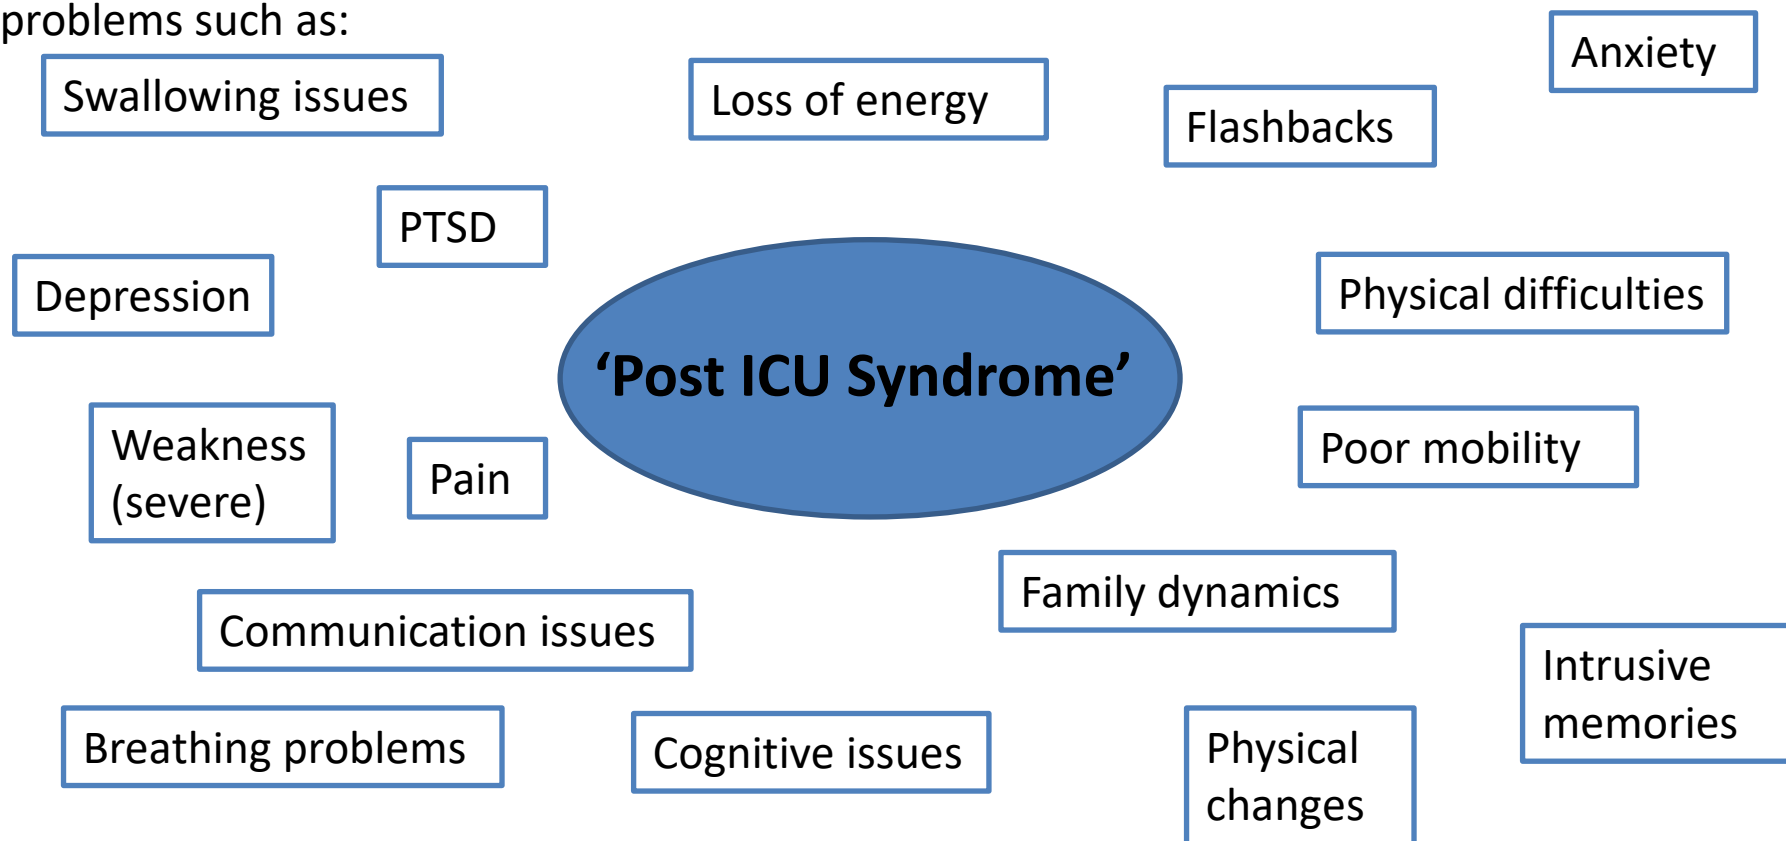 problems such as:
Anxiety
Swallowing issues
Loss of energy
Flashbacks
PTSD
Depression
Physical difficulties
‘Post ICU Syndrome’
Weakness
(severe)
Pain
Poor mobility
Family dynamics
Communication issues
Intrusive
memories
Breathing problems
Cognitive issues
Physical
changes